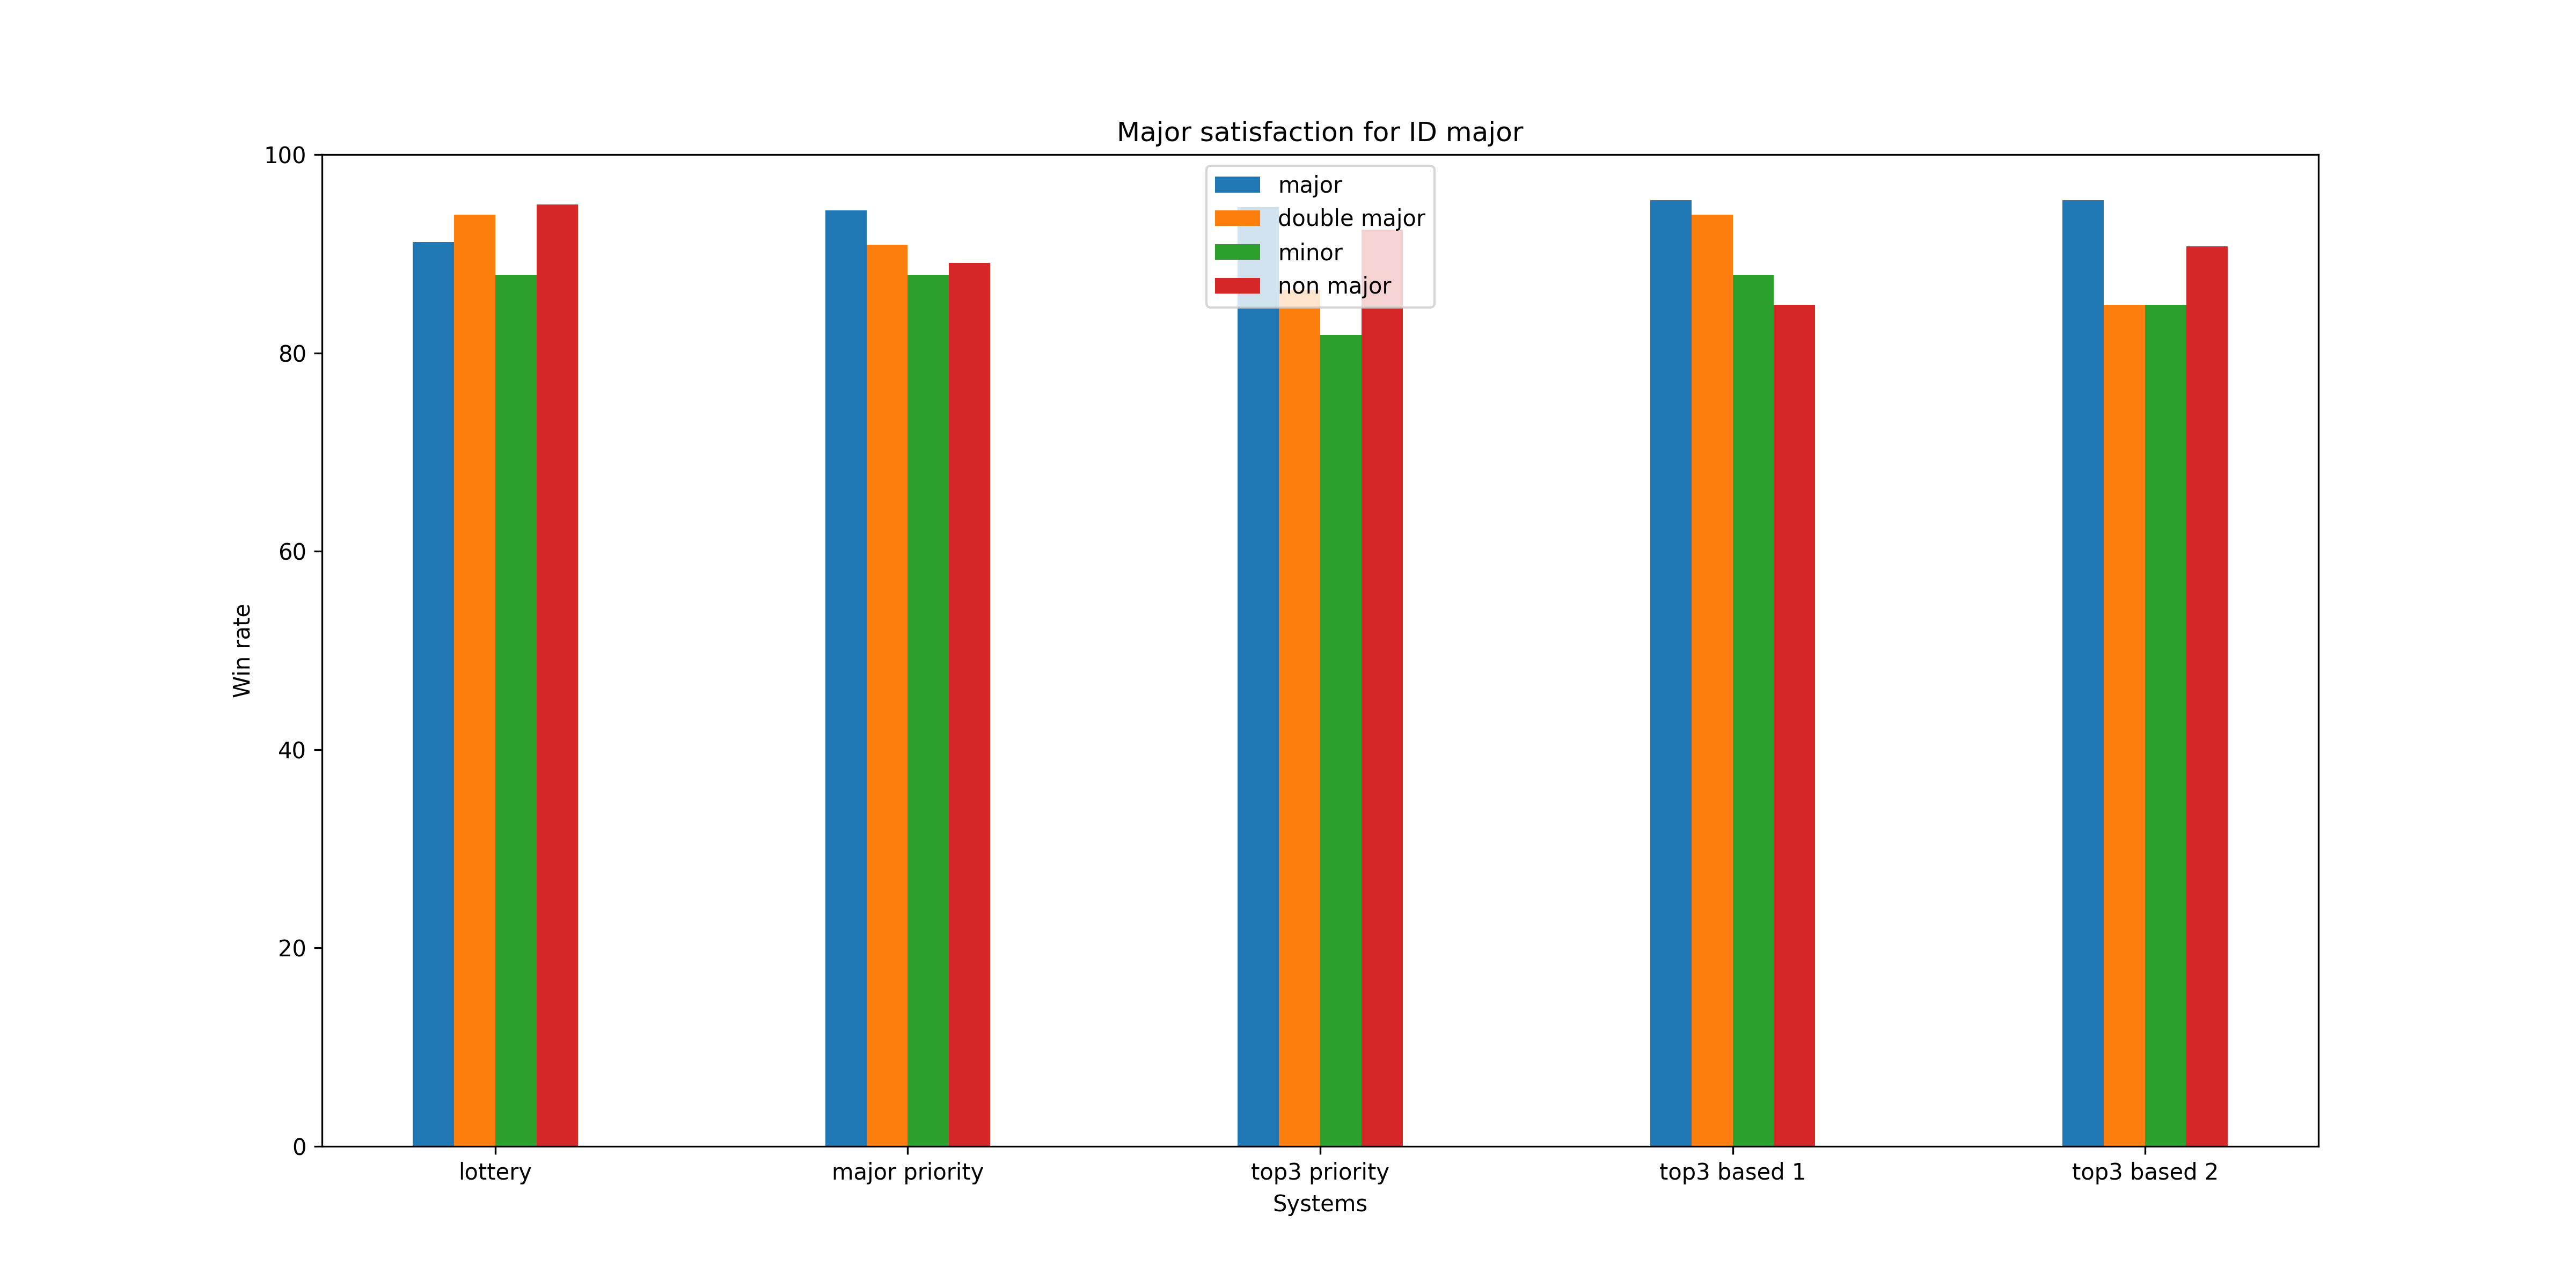 Major satisfaction for ID major
100
80
60
40
20
0
Win rate
major
double major
minor
non major
lottery
major priority
top3 priority
top3 based 1
top3 based 2
Systems